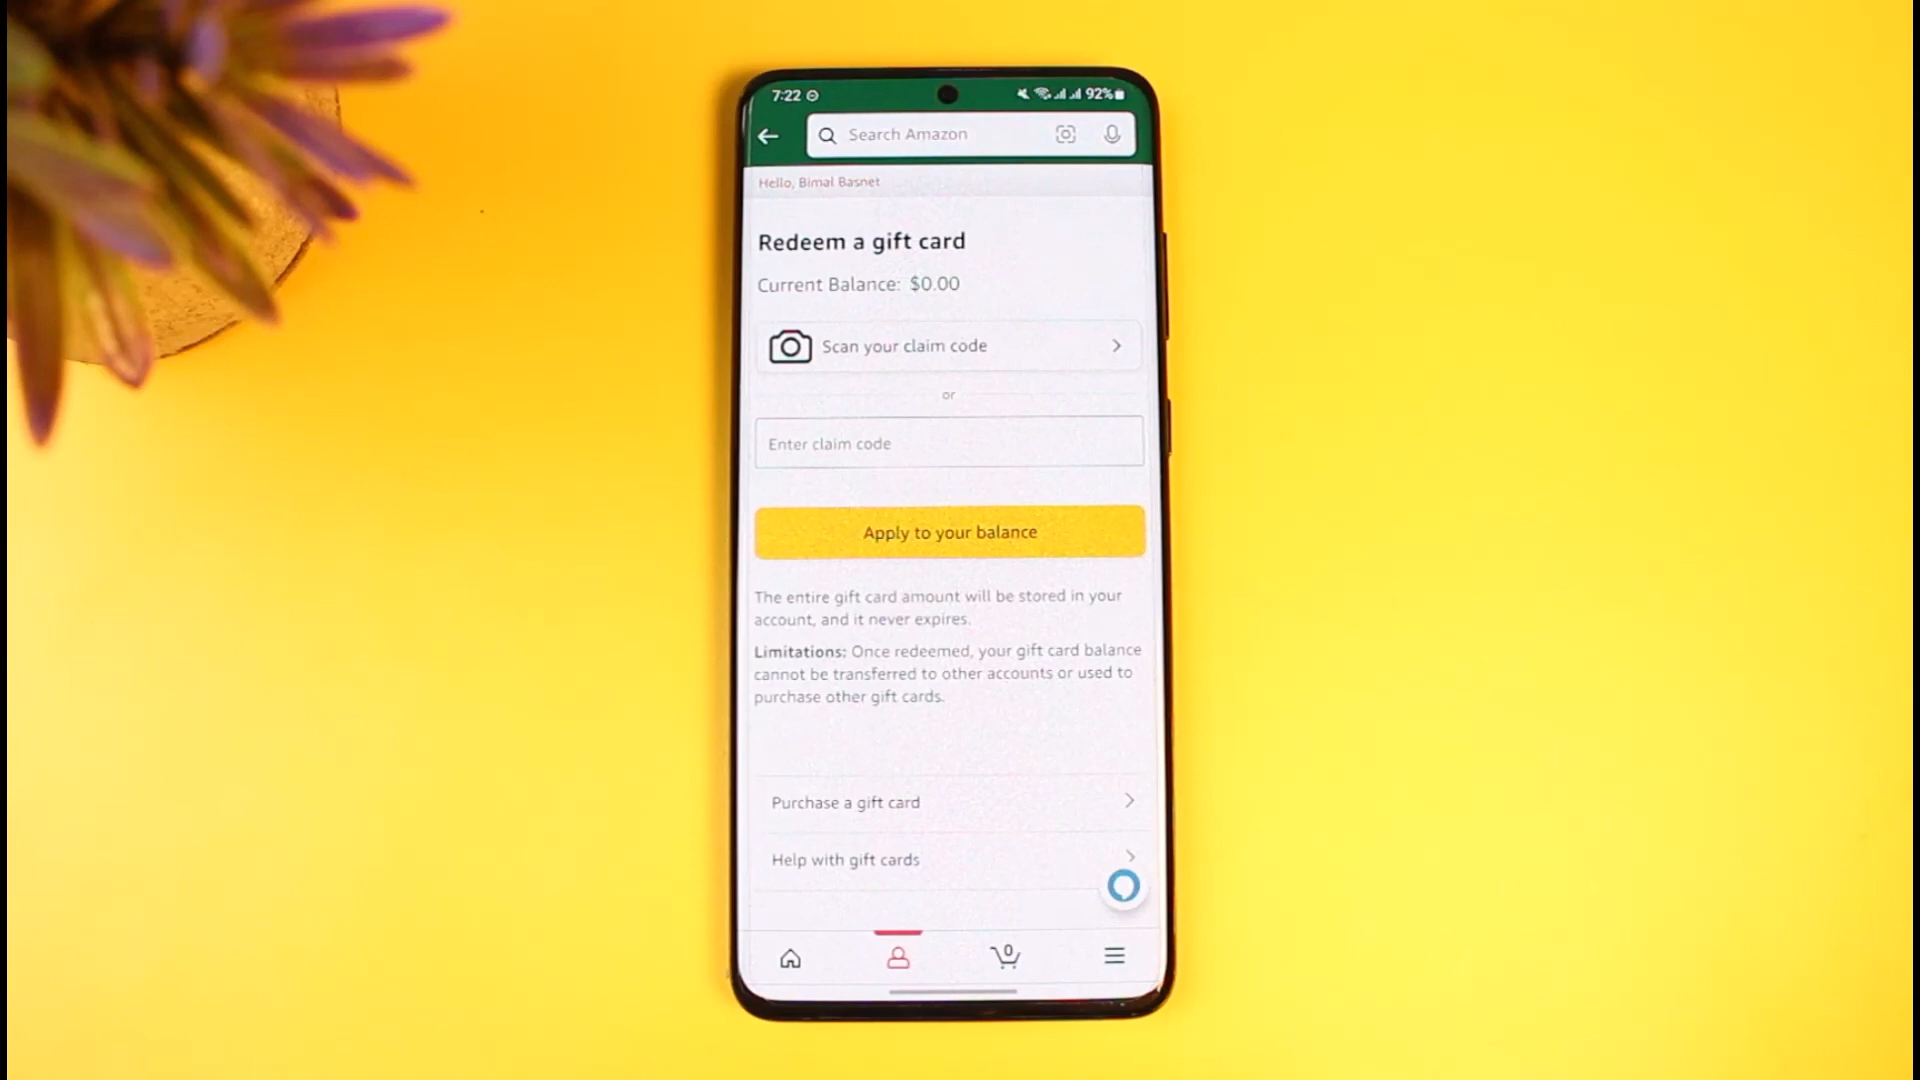 7:22
92%
Search Amazon
Hello, Bimal Basnet
Redeem a gift card
Current Balance: $0.00
Scan your claim code
or
Enter claim code
Apply to your balance
The entire gift card amount will be stored in your
account, and it never expires.
Limitations: Once redeemed, your gift card balance
cannot be transferred to other accounts or used to
purchase other gift cards.
Purchase a gift card
Help with gift cards
0